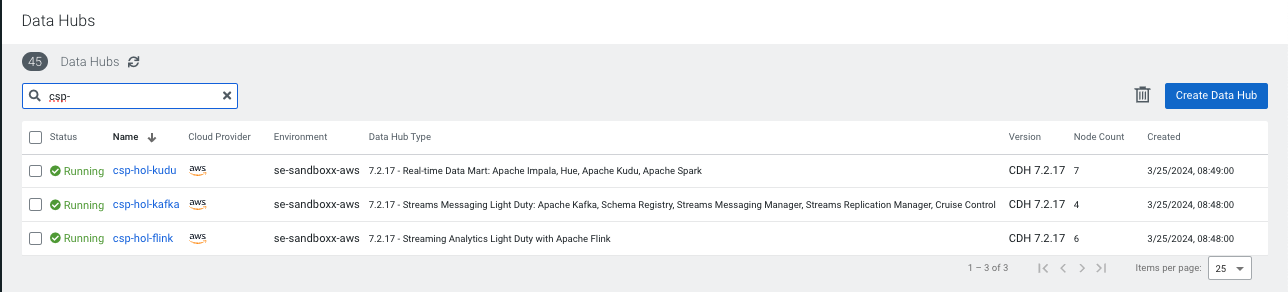 Data Hubs
45 Data Hubs
csp-
Create Data Hub
Status Name Cloud Provider Environment Data Hub Type Version Node Count Created
Running csp-hol-kudu aws se-sandboxx-aws 7.2.17 - Real-time Data Mart: Apache Impala, Hue, Apache Kudu, Apache Spark CDH 7.2.17 7 3/25/2024, 08:49:00
Running csp-hol-kafka aws se-sandboxx-aws 7.2.17 - Streams Messaging Light Duty: Apache Kafka, Schema Registry, Streams Messaging Manager, Streams Replication Manager, Cruise Control CDH 7.2.17 4 3/25/2024, 08:48:00
Running csp-hol-flink aws se-sandboxx-aws 7.2.17 - Streaming Analytics Light Duty with Apache Flink CDH 7.2.17 6 3/25/2024, 08:48:00
1 – 3 of 3 Items per page: 25